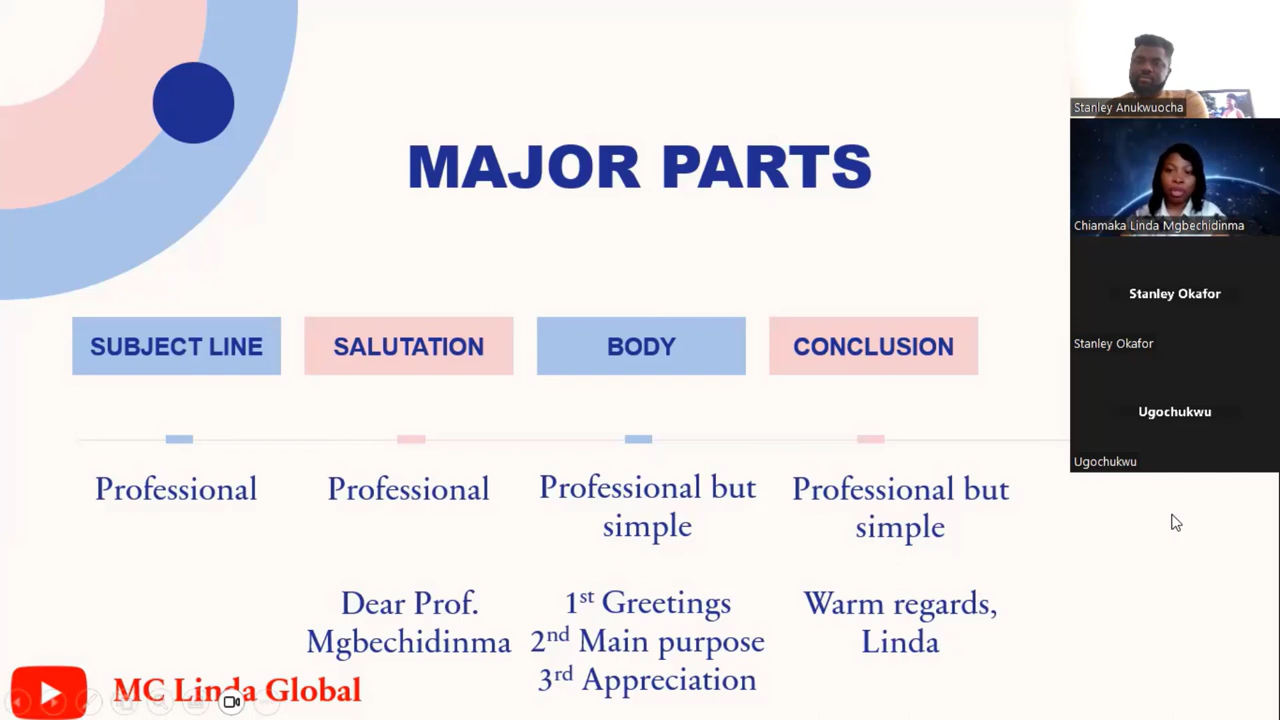 MAJOR PARTS
SUBJECT LINE
SALUTATION
BODY
CONCLUSION
Professional
Professional
Professional but
simple
Professional but
simple
Dear Prof.
Mgbechidinma
1st Greetings
2nd Main purpose
3rd Appreciation
Warm regards,
Linda
MC Linda Global
Stanley Anukwuocha
Chiamaka Linda Mgbechidinma
Stanley Okafor
Stanley Okafor
Ugochukwu
Ugochukwu